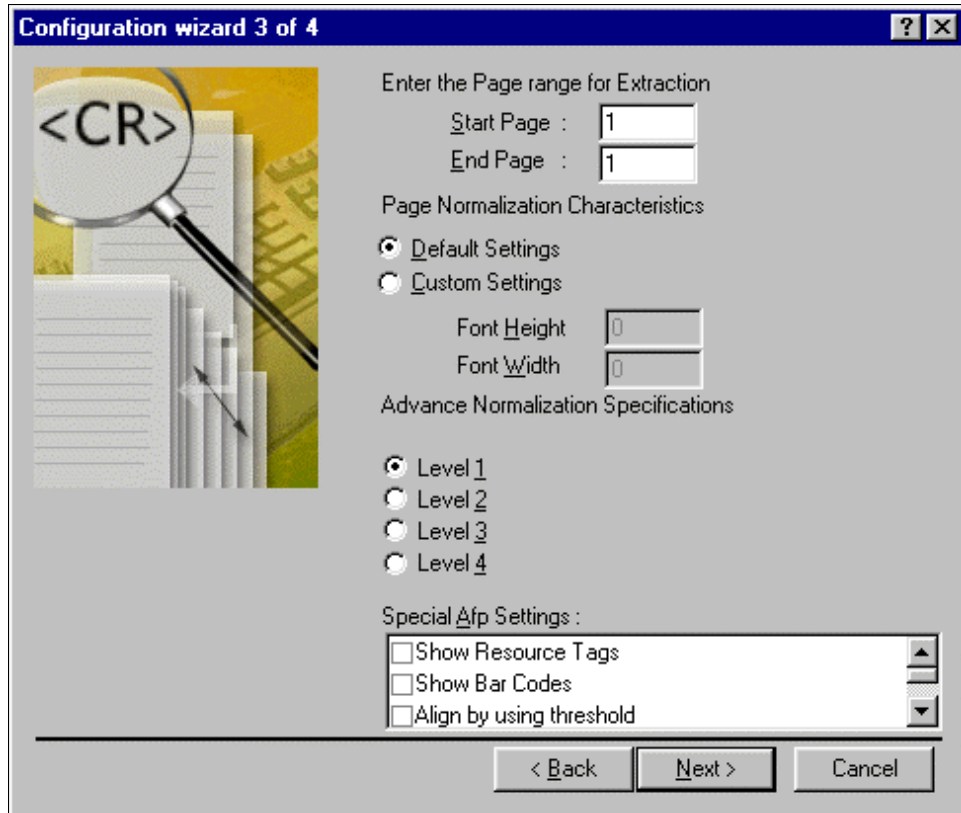 Configuration wizard 3 of 4
<CR>
Enter the Page range for Extraction
Start Page : 1
End Page : 1
Page Normalization Characteristics
Default Settings
Custom Settings
Font Height 0
Font Width 0
Advance Normalization Specifications
Level 1
Level 2
Level 3
Level 4
Special Afp Settings :
Show Resource Tags
Show Bar Codes
Align by using threshold
< Back Next > Cancel